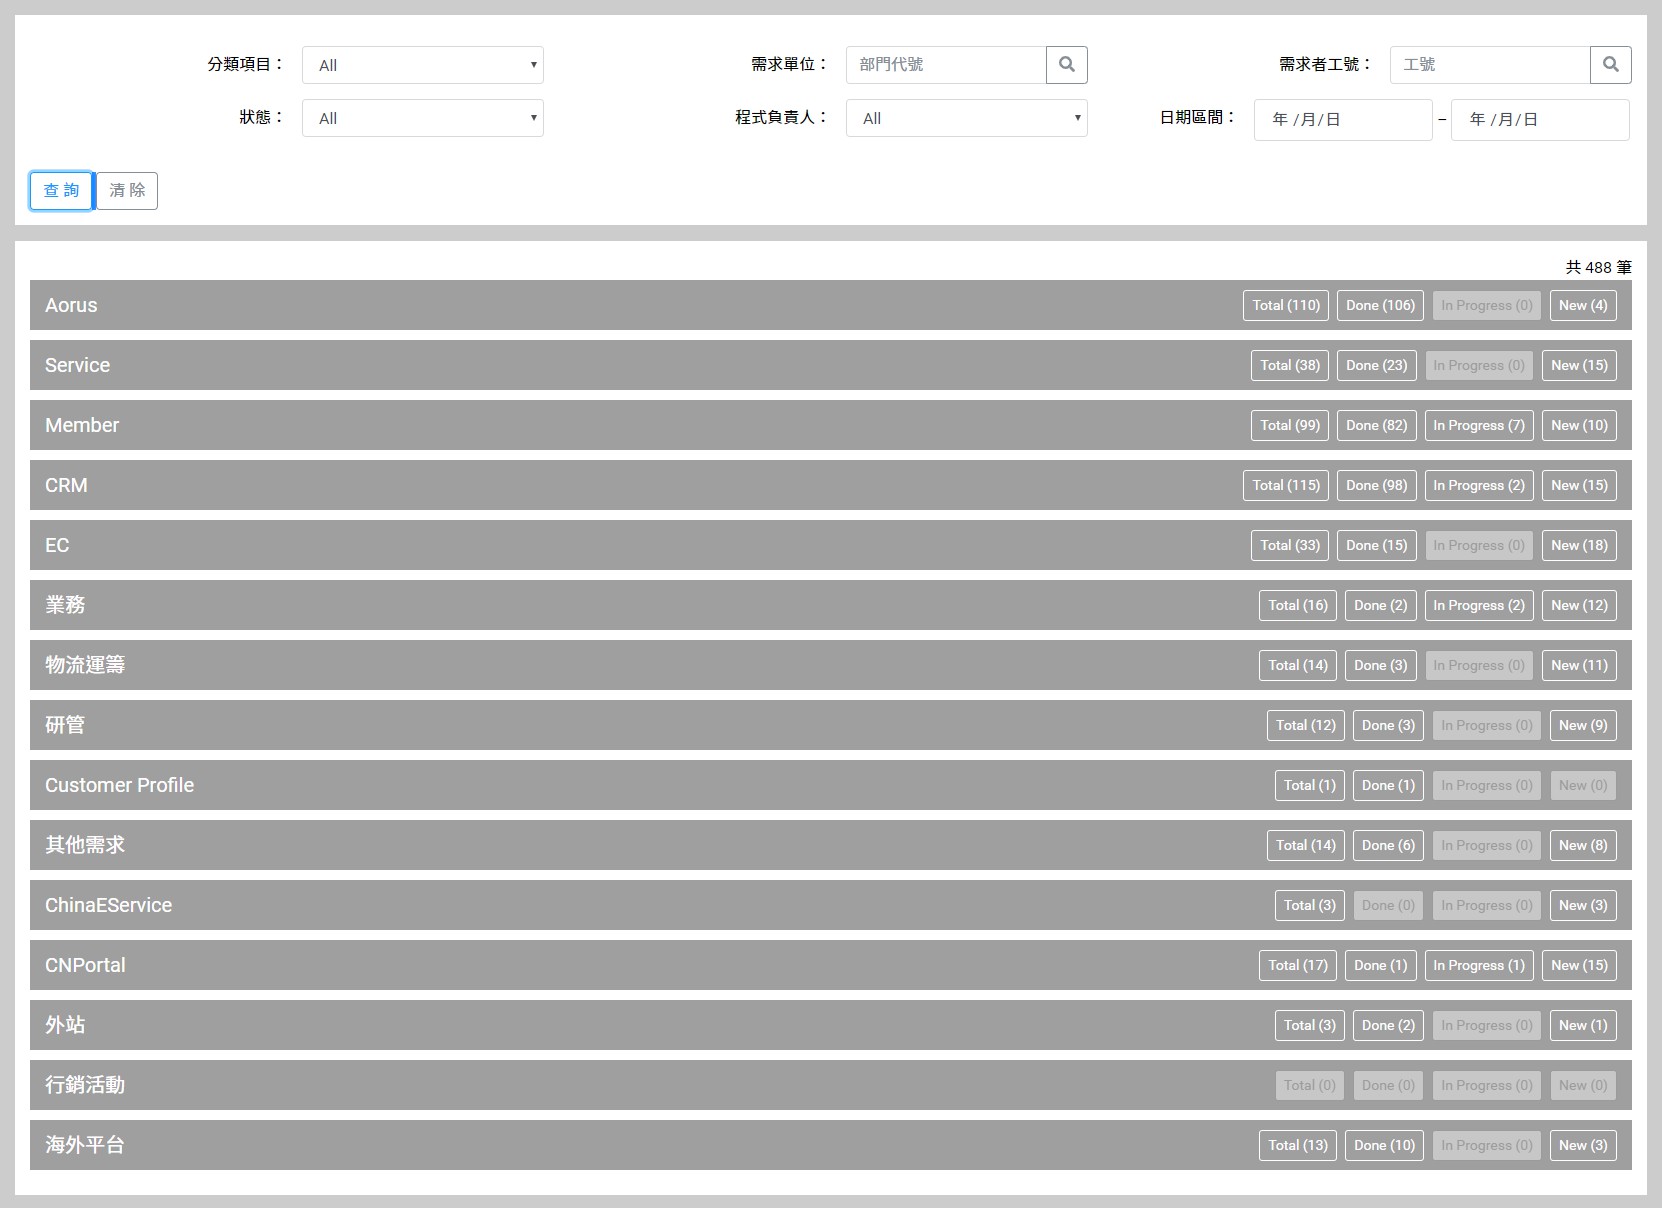 分類項目： All 需求單位： 部門代號 需求者工號： 工號
狀態： All 程式負責人： All 日期區間： 年 /月/日 – 年 /月/日
查 詢 清 除
共 488 筆
Aorus Total (110) Done (106) In Progress (0) New (4)
Service Total (38) Done (23) In Progress (0) New (15)
Member Total (99) Done (82) In Progress (7) New (10)
CRM Total (115) Done (98) In Progress (2) New (15)
EC Total (33) Done (15) In Progress (0) New (18)
業務 Total (16) Done (2) In Progress (2) New (12)
物流運籌 Total (14) Done (3) In Progress (0) New (11)
研管 Total (12) Done (3) In Progress (0) New (9)
Customer Profile Total (1) Done (1) In Progress (0) New (0)
其他需求 Total (14) Done (6) In Progress (0) New (8)
ChinaEService Total (3) Done (0) In Progress (0) New (3)
CNPortal Total (17) Done (1) In Progress (1) New (15)
外站 Total (3) Done (2) In Progress (0) New (1)
行銷活動 Total (0) Done (0) In Progress (0) New (0)
海外平台 Total (13) Done (10) In Progress (0) New (3)